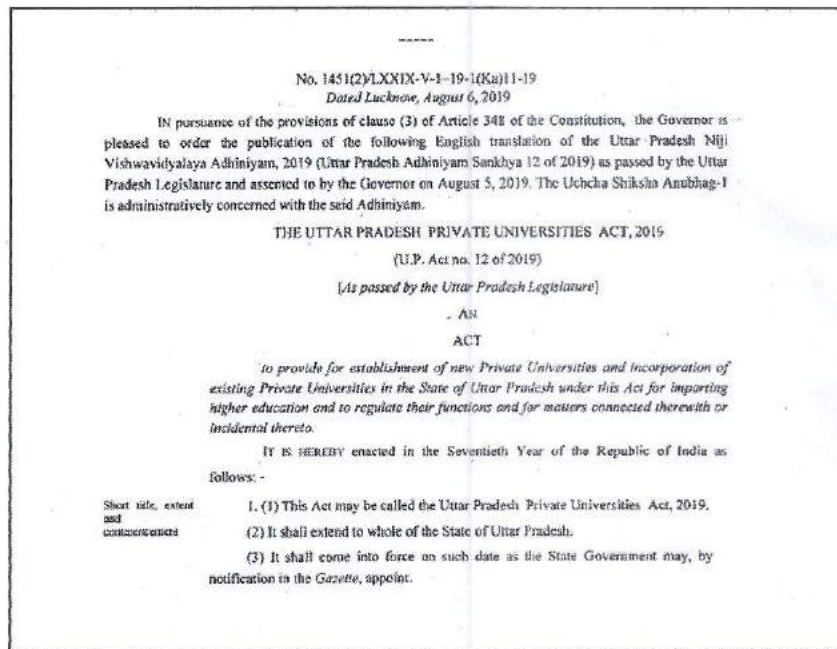 -----
No. 1451(2)/LXXIX-V-1-19-1(Ka)11-19
Dated Lucknow, August 6, 2019
IN pursuance of the provisions of clause (3) of Article 348 of the Constitution, the Governor is
pleased to order the publication of the following English translation of the Uttar Pradesh Niji
Vishwavidyalaya Adhiniyam, 2019 (Uttar Pradesh Adhiniyam Sankhya 12 of 2019) as passed by the Uttar
Pradesh Legislature and assented to by the Governor on August 5, 2019. The Uchcha Shiksha Anubhag-1
is administratively concerned with the said Adhiniyam.
THE UTTAR PRADESH PRIVATE UNIVERSITIES ACT, 2019
(U.P. Act no. 12 of 2019)
[As passed by the Uttar Pradesh Legislature]
AN
ACT
to provide for establishment of new Private Universities and incorporation of
existing Private Universities in the State of Uttar Pradesh under this Act for imparting
higher education and to regulate their functions and for matters connected therewith or
incidental thereto.
IT IS HEREBY enacted in the Seventieth Year of the Republic of India as
follows: -
Short title, extent
and
commencement
1. (1) This Act may be called the Uttar Pradesh Private Universities Act, 2019.
(2) It shall extend to whole of the State of Uttar Pradesh.
(3) It shall come into force on such date as the State Government may, by
notification in the Gazette, appoint.